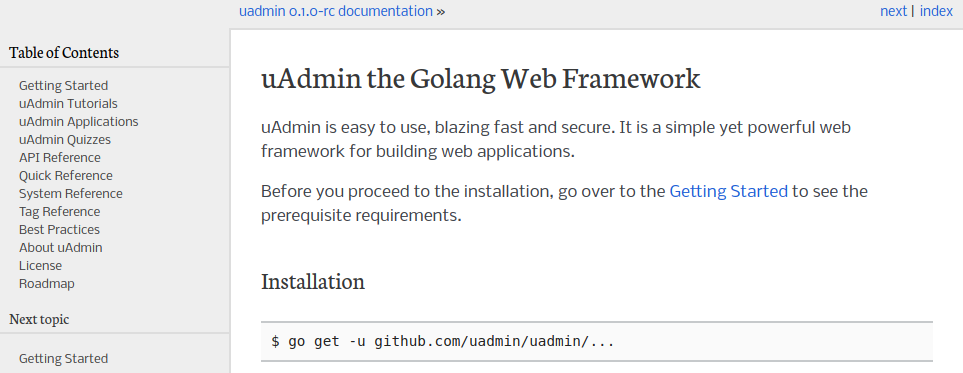 uadmin 0.1.0-rc documentation »
next | index
Table of Contents
Getting Started
uAdmin Tutorials
uAdmin Applications
uAdmin Quizzes
API Reference
Quick Reference
System Reference
Tag Reference
Best Practices
About uAdmin
License
Roadmap
Next topic
Getting Started
uAdmin the Golang Web Framework
uAdmin is easy to use, blazing fast and secure. It is a simple yet powerful web
framework for building web applications.
Before you proceed to the installation, go over to the Getting Started to see the
prerequisite requirements.
Installation
$ go get -u github.com/uadmin/uadmin/...